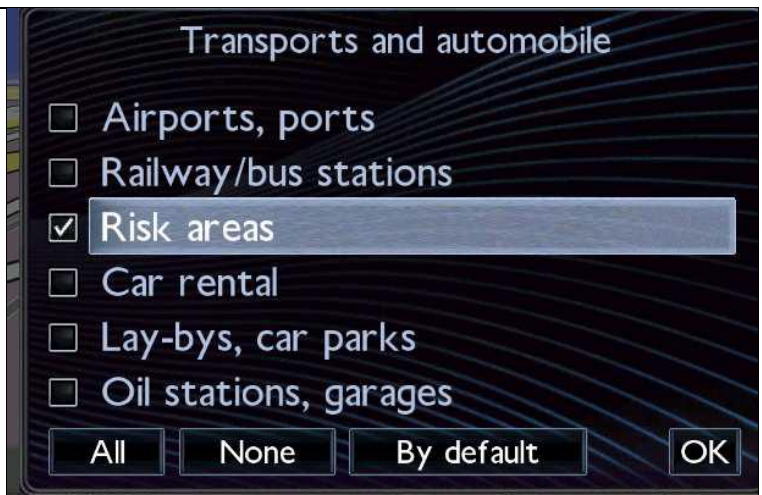 Transports and automobile
Airports, ports
Railway/bus stations
Risk areas
Car rental
Lay-bys, car parks
Oil stations, garages
All None By default OK